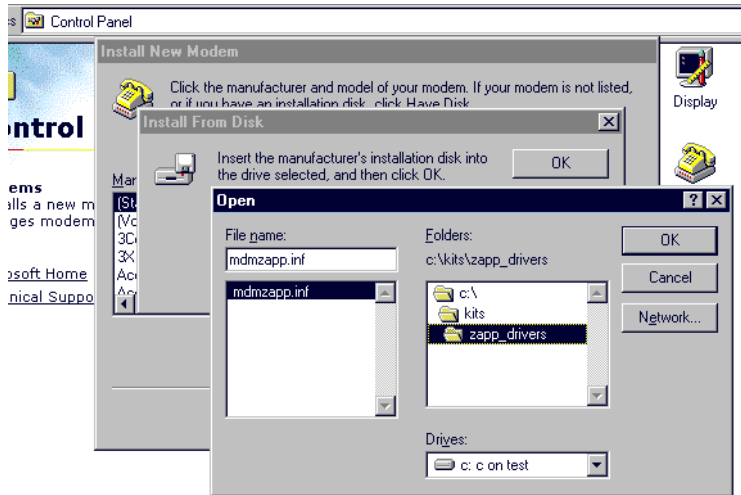 Control Panel
Install New Modem
Click the manufacturer and model of your modem. If your modem is not listed,
or if you have an installation disk, click Have Disk.
Display
ntrol
Install From Disk
Insert the manufacturer's installation disk into
the drive selected, and then click OK.
OK
ems
alls a new m
ges modem
osoft Home
nical Suppo
Mar
(St
(Vo
3Co
3X
Ac
Open
File name:
mdmzapp.inf
mdmzapp.inf
Folders:
c:\kits\zapp_drivers
c:\
kits
zapp_drivers
Drives:
c: c on test
OK
Cancel
Network...